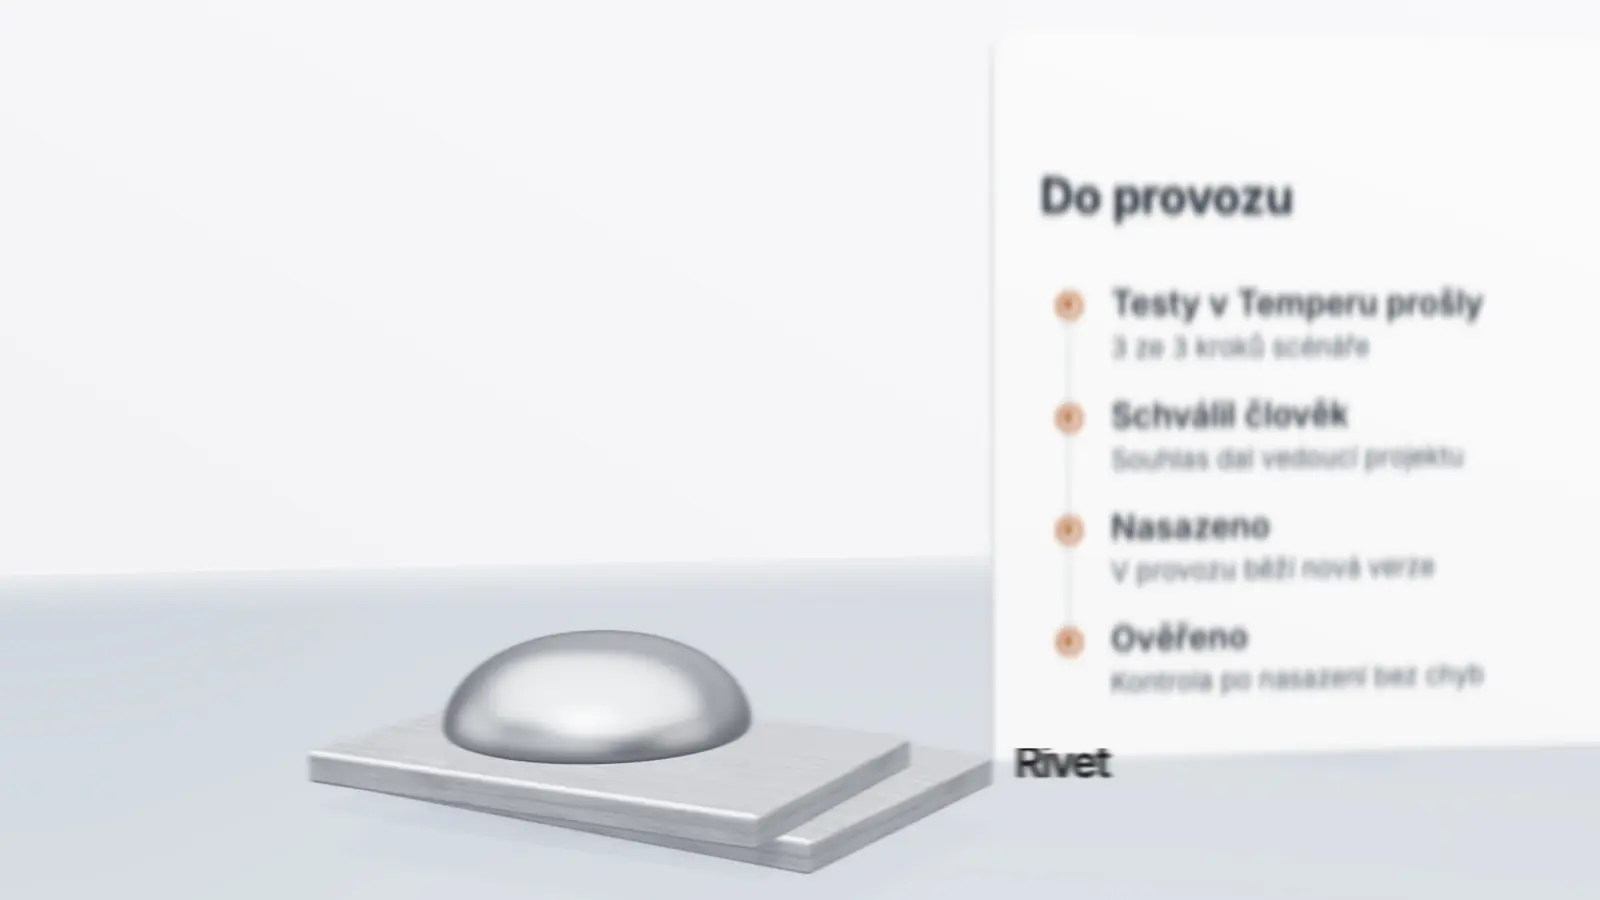 Do provozu
Testy v Temperu prošly
3 ze 3 kroků scénáře
Schválil člověk
Souhlas dal vedoucí projektu
Nasazeno
V provozu běží nová verze
Ověřeno
Kontrola po nasazení bez chyb
Rivet